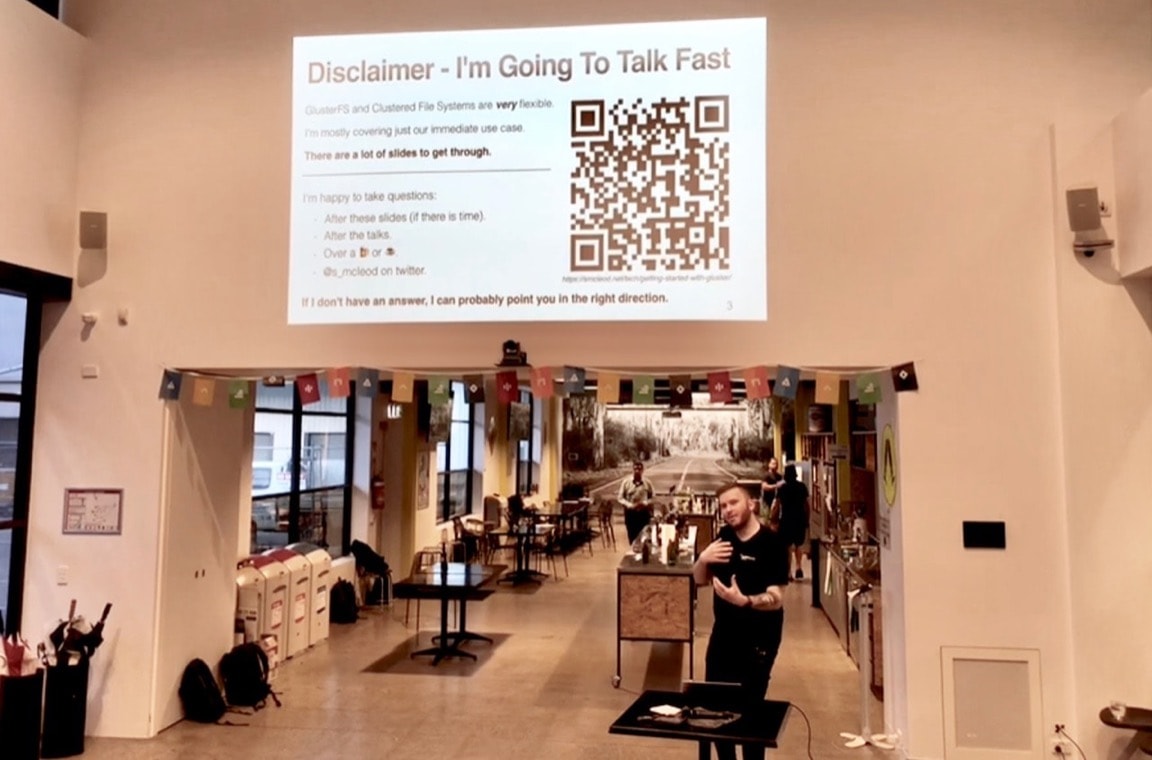 Disclaimer - I'm Going To Talk Fast
GlusterFS and Clustered File Systems are very flexible.
I'm mostly covering just our immediate use case.
There are a lot of slides to get through.
I'm happy to take questions:
- After these slides (if there is time).
- After the talks.
- Over a 🍺 or ☕.
- @s_mcleod on twitter.
https://smcleod.net/tech/getting-started-with-gluster/
If I don't have an answer, I can probably point you in the right direction.
3